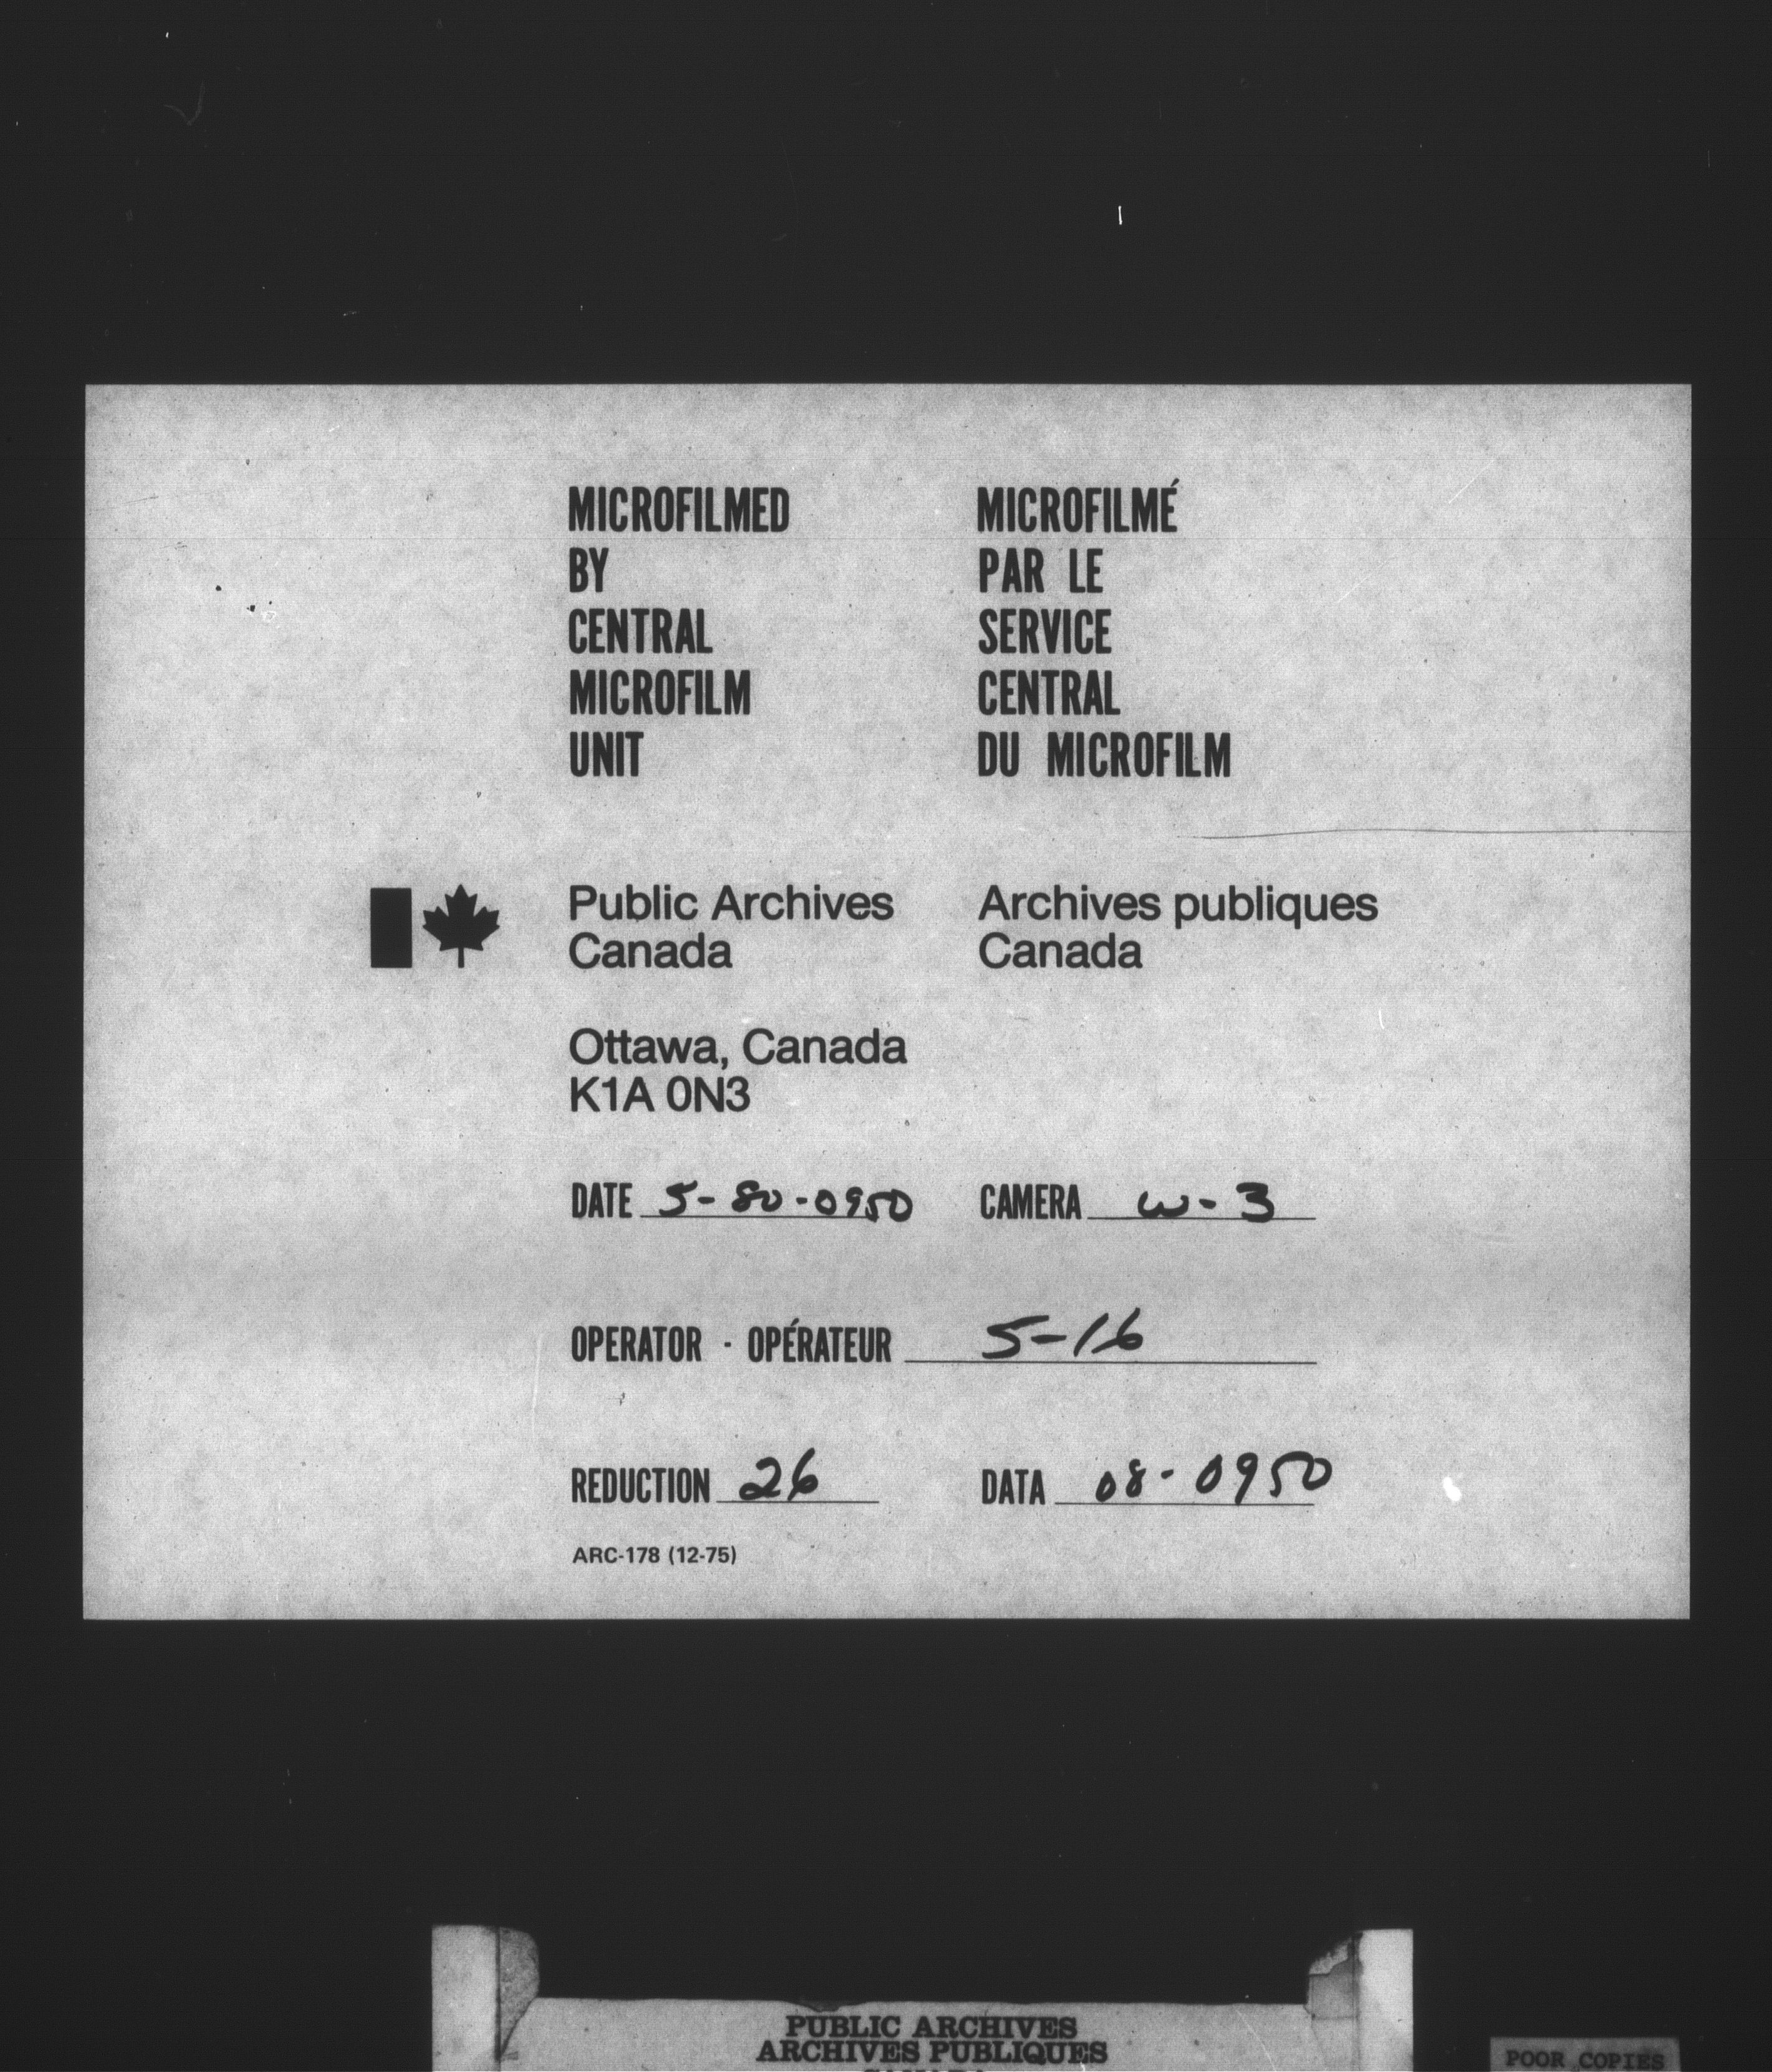 MICROFILMED
BY
CENTRAL
MICROFILM
UNIT
MICROFILMÉ
PAR LE
SERVICE
CENTRAL
DU MICROFILM
Public Archives
Canada
Archives publiques
Canada
Ottawa, Canada
K1A 0N3
DATE 5-80-0950 CAMERA W-3
OPERATOR - OPÉRATEUR 5-16
REDUCTION 26 DATA 08-0950
ARC-178 (12-75)
PUBLIC ARCHIVES
ARCHIVES PUBLIQUES
POOR COPIES